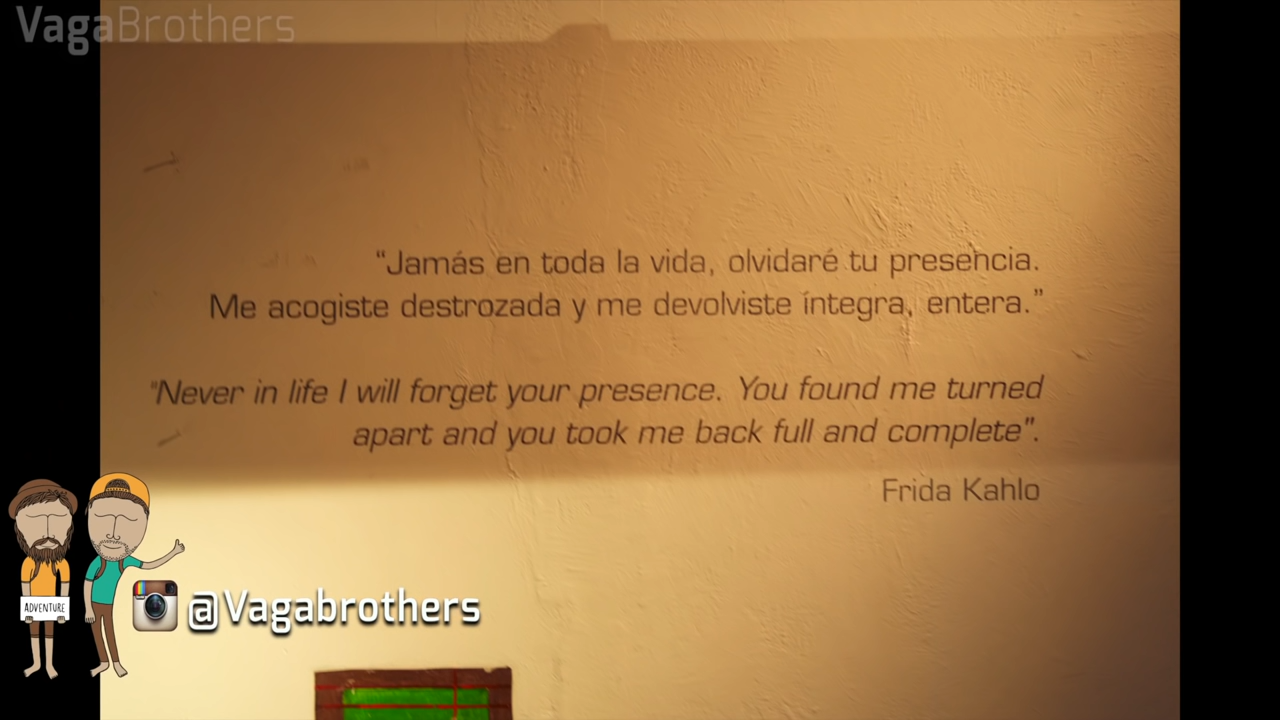 VagaBrothers
“Jamás en toda la vida, olvidaré tu presencia.
Me acogiste destrozada y me devolviste íntegra, entera.”
“Never in life I will forget your presence. You found me turned
apart and you took me back full and complete”.
Frida Kahlo
ADVENTURE
@Vagabrothers